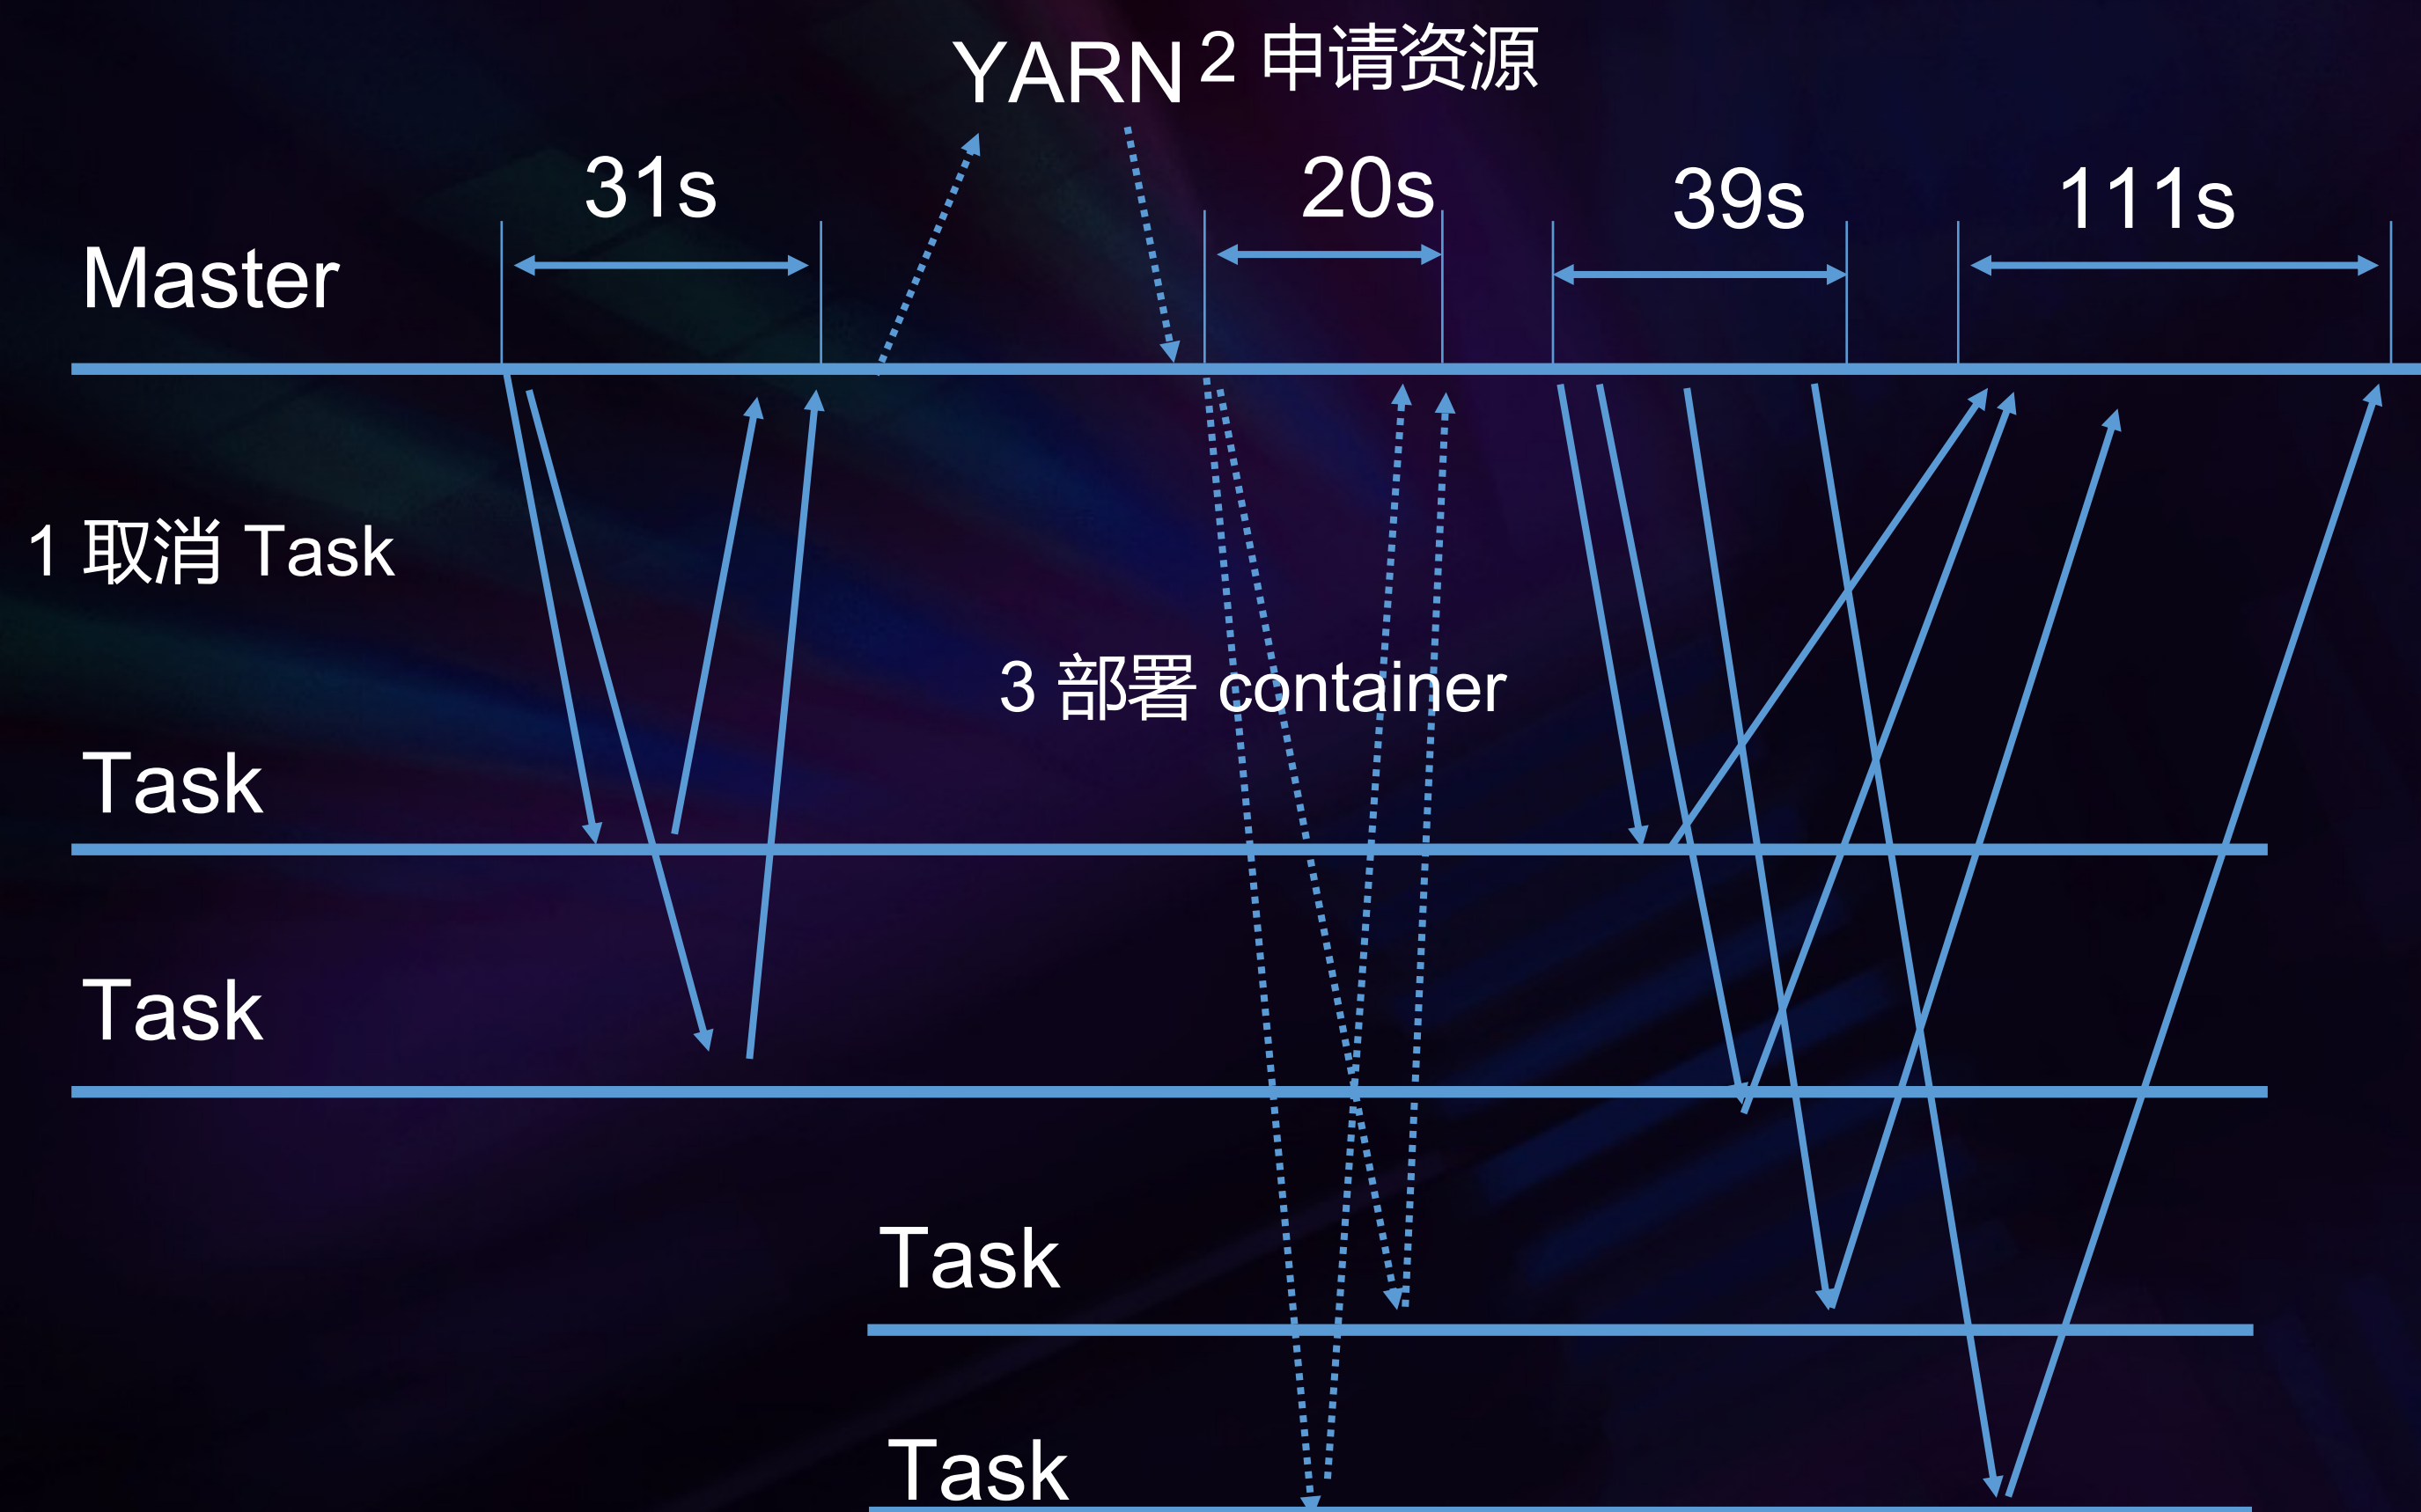 YARN
2 申请资源
31s
20s
39s
111s
Master
1 取消 Task
3 部署 container
Task
Task
Task
Task